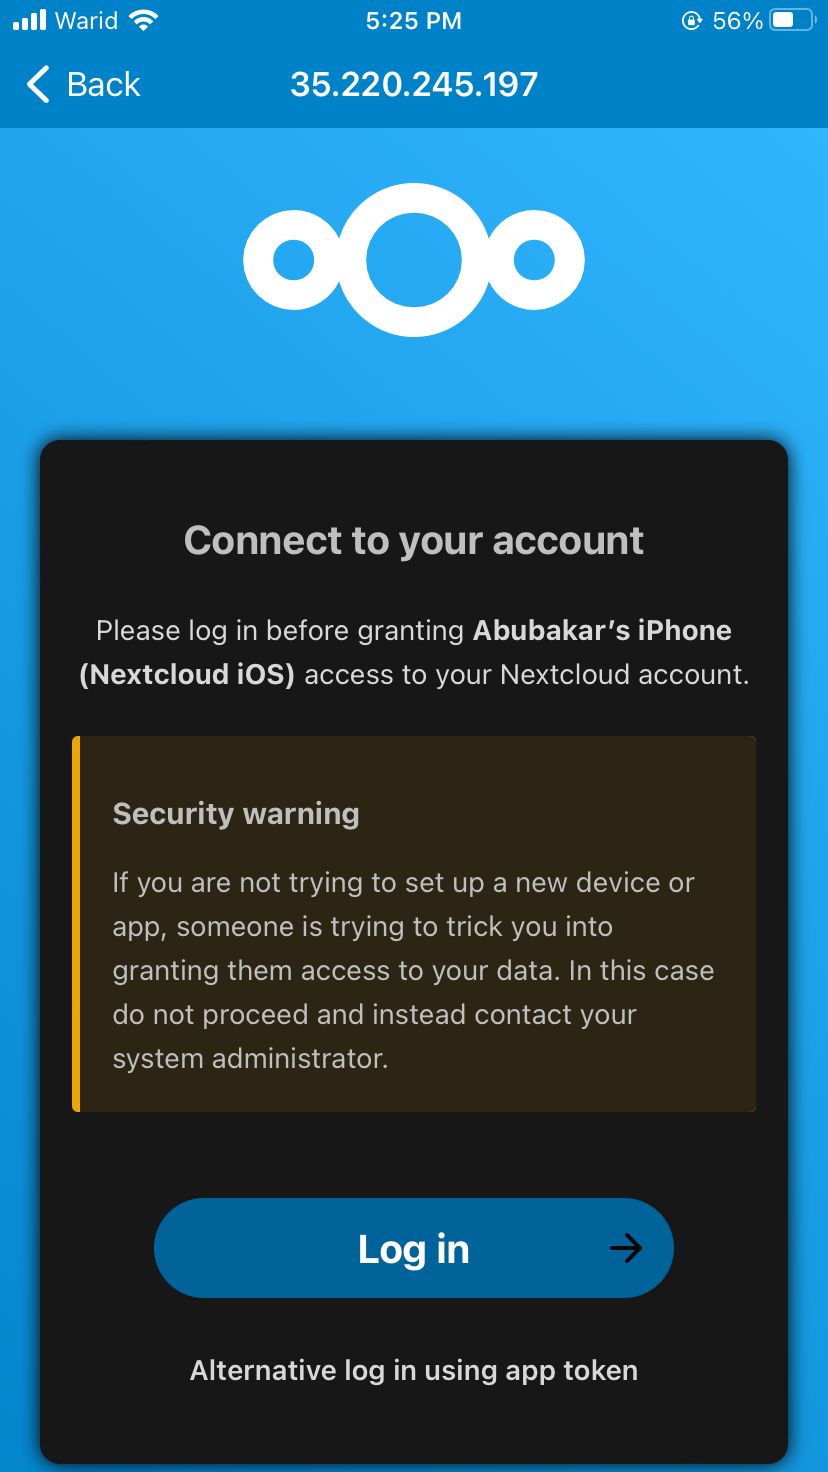 Warid 5:25 PM 56%
Back 35.220.245.197
Connect to your account
Please log in before granting Abubakar’s iPhone
(Nextcloud iOS) access to your Nextcloud account.
Security warning
If you are not trying to set up a new device or
app, someone is trying to trick you into
granting them access to your data. In this case
do not proceed and instead contact your
system administrator.
Log in
Alternative log in using app token